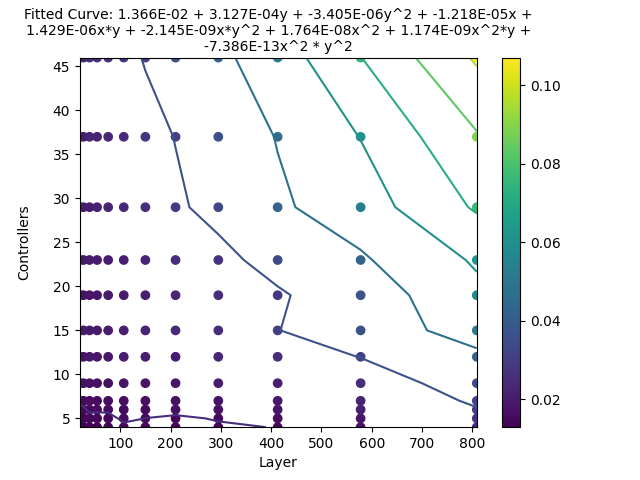 Fitted Curve: 1.366E-02 + 3.127E-04y + -3.405E-06y^2 + -1.218E-05x +
1.429E-06x*y + -2.145E-09x*y^2 + 1.764E-08x^2 + 1.174E-09x^2*y +
-7.386E-13x^2 * y^2
45
40
35
30
25
20
15
10
5
Controllers
100 200 300 400 500 600 700 800
Layer
0.10
0.08
0.06
0.04
0.02